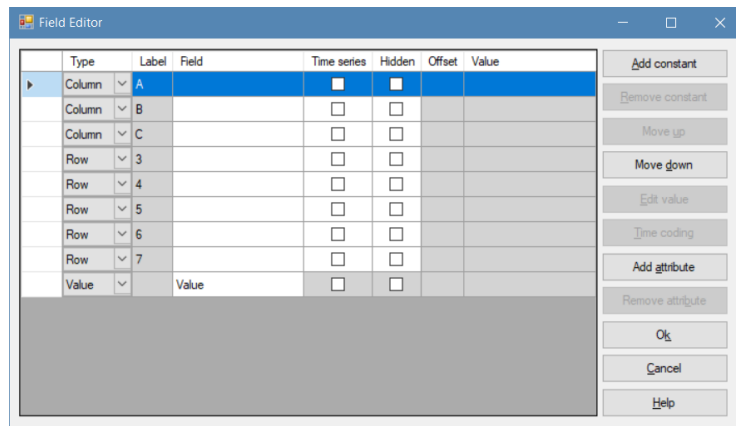 Field Editor
Type Label Field Time series Hidden Offset Value
Column A
Column B
Column C
Row 3
Row 4
Row 5
Row 6
Row 7
Value Value
Add constant
Remove constant
Move up
Move down
Edit value
Time coding
Add attribute
Remove attribute
Ok
Cancel
Help